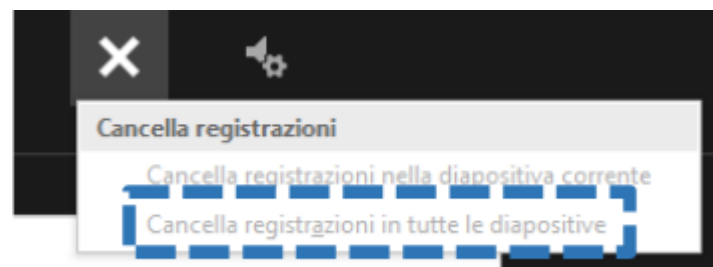 Cancella registrazioni
Cancella registrazioni nella diapositiva corrente
Cancella registrazioni in tutte le diapositive